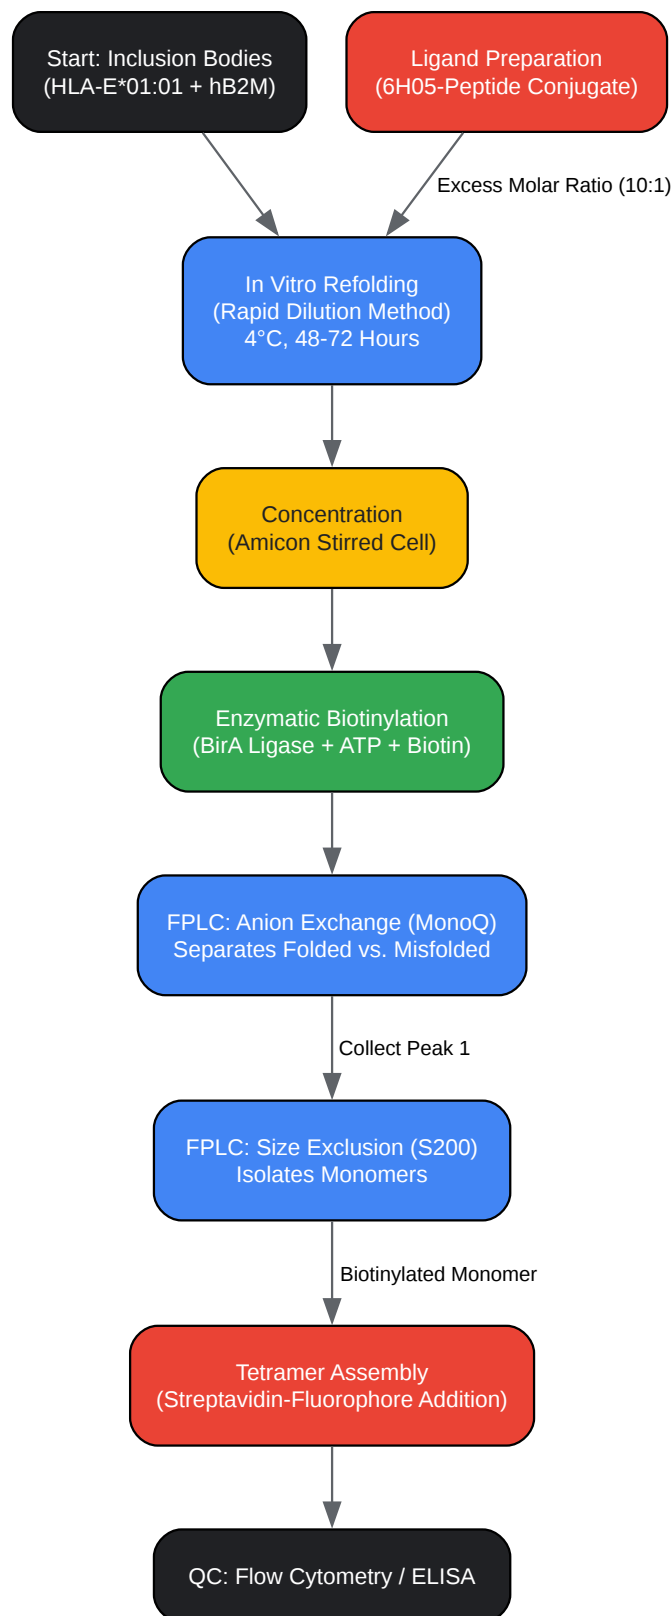 Start: Inclusion Bodies
(HLA-E*01:01 + hB2M)
Ligand Preparation
(6H05-Peptide Conjugate)
Excess Molar Ratio (10:1)
In Vitro Refolding
(Rapid Dilution Method)
4°C, 48-72 Hours
Concentration
(Amicon Stirred Cell)
Enzymatic Biotinylation
(BirA Ligase + ATP + Biotin)
FPLC: Anion Exchange (MonoQ)
Separates Folded vs. Misfolded
Collect Peak 1
FPLC: Size Exclusion (S200)
Isolates Monomers
Biotinylated Monomer
Tetramer Assembly
(Streptavidin-Fluorophore Addition)
QC: Flow Cytometry / ELISA